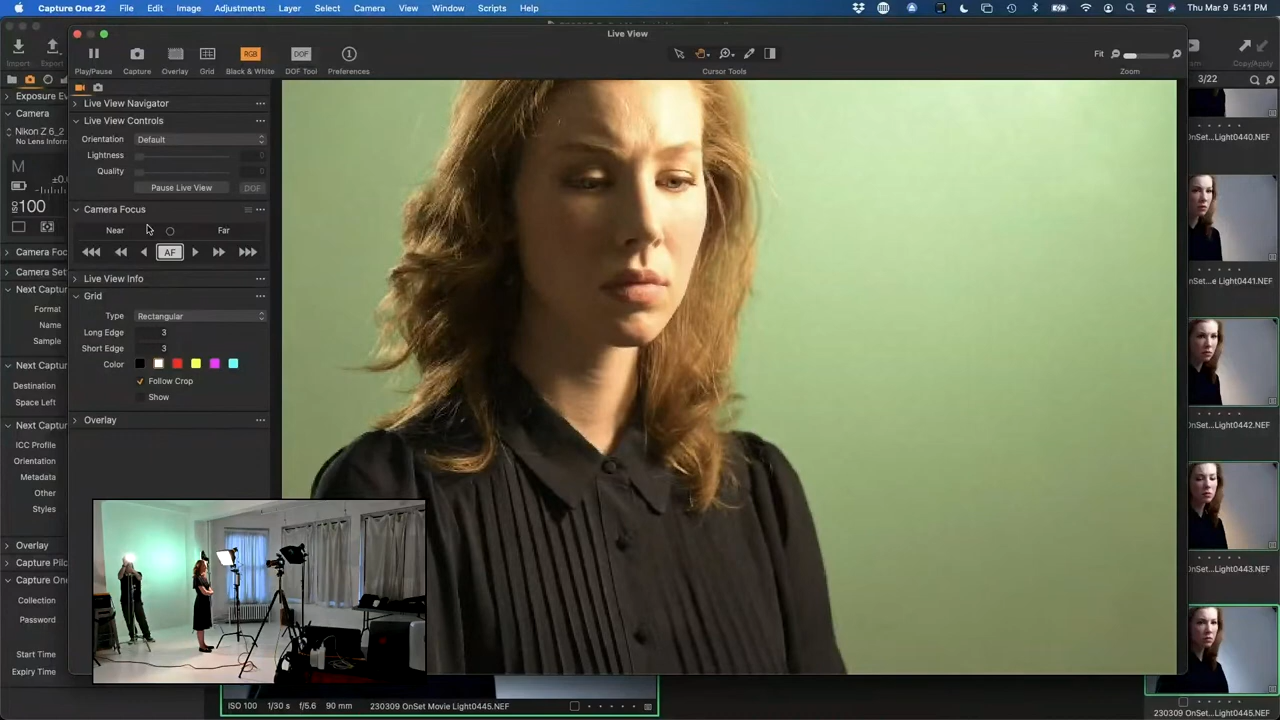 Capture One 22 File Edit Image Adjustments Layer Select Camera View Window Scripts Help Thu Mar 9 5:41 PM
Live View
Import Export Play/Pause Capture Overlay Grid RGB Black & White DOF DOF Tool Preferences Cursor Tools Fit Zoom Copy/Apply
3/22
Exposure Ev
Camera
Nikon Z 6_2
No Lens Inform
M
±0.
ISO 100
Camera Foc
Camera Set
Next Captur
Format
Name
Sample
Next Captur
Destination
Space Left
Next Captur
ICC Profile
Orientation
Metadata
Other
Styles
Overlay
Capture Pilo
Capture One
Collection
Password
Start Time
Expiry Time
Live View Navigator
Live View Controls
Orientation Default
Lightness 0
Quality 0
Pause Live View DOF
Camera Focus
Near Far
AF
Live View Info
Grid
Type Rectangular
Long Edge 3
Short Edge 3
Color
Follow Crop
Show
Overlay
OnSet...Light0440.NEF
OnSet...e Light0441.NEF
OnSet...Light0442.NEF
OnSet...Light0443.NEF
ISO 100 1/30 s f/5.6 90 mm 230309 OnSet Movie Light0445.NEF
230309 OnSet...Light0445.NEF